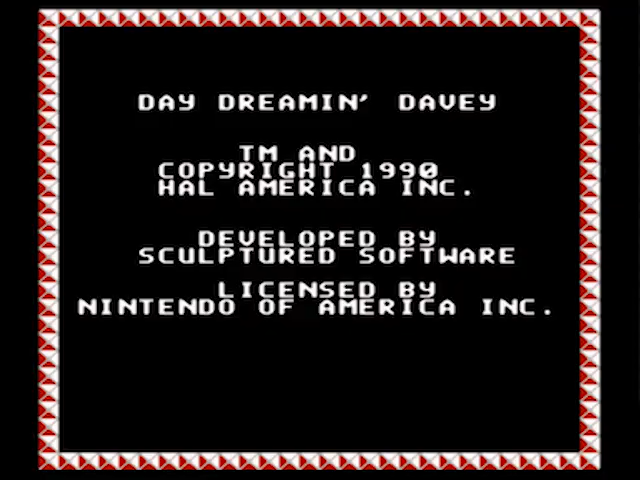 DAY DREAMIN' DAVEY
TM AND
COPYRIGHT 1990
HAL AMERICA INC.
DEVELOPED BY
SCULPTURED SOFTWARE
LICENSED BY
NINTENDO OF AMERICA INC.